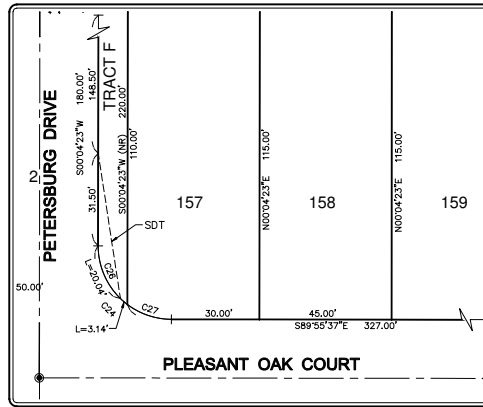 PETERSBURG DRIVE
2
S00°04'23"W 180.00'
148.50'
31.50'
TRACT F
220.00'
S00°04'23"W (NR)
110.00'
N00°04'23"E 115.00'
N00°04'23"E 115.00'
157
158
159
SDT
C26
L=20.04'
C24
C27
L=3.14'
50.00'
30.00'
45.00'
S89°55'37"E 327.00'
PLEASANT OAK COURT